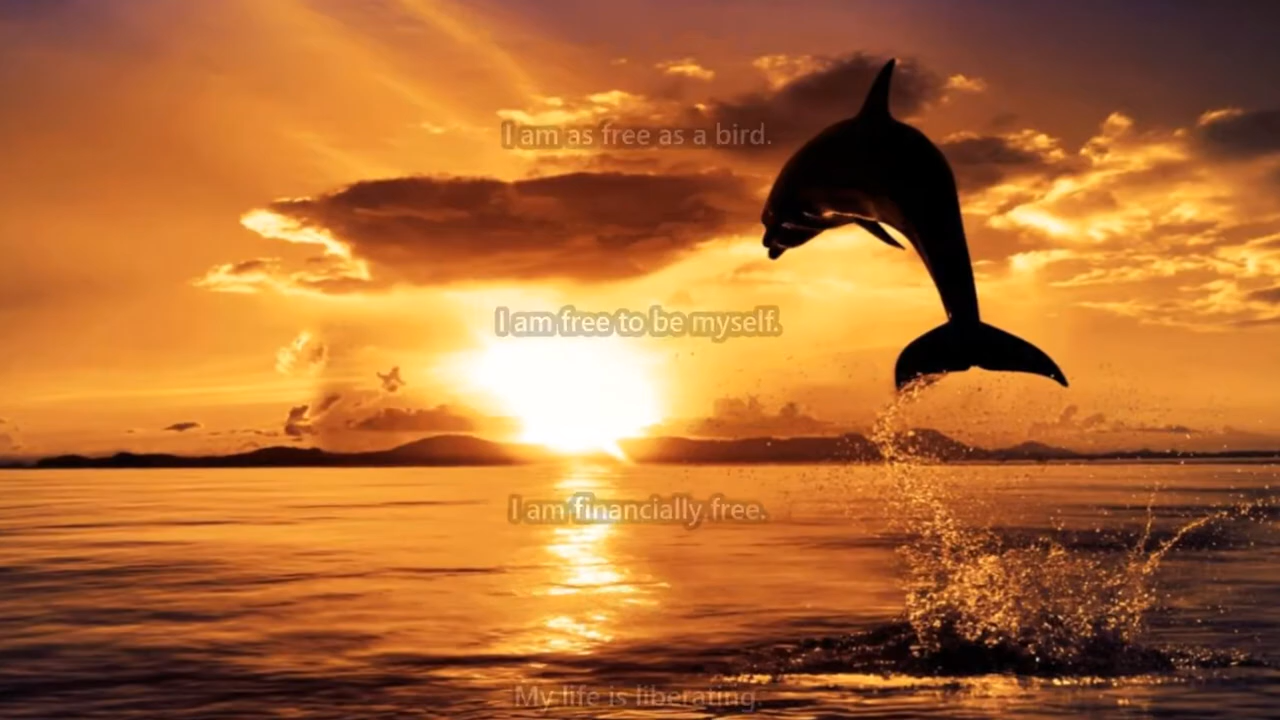 I am as free as a bird.
I am free to be myself.
I am financially free.
My life is liberating.